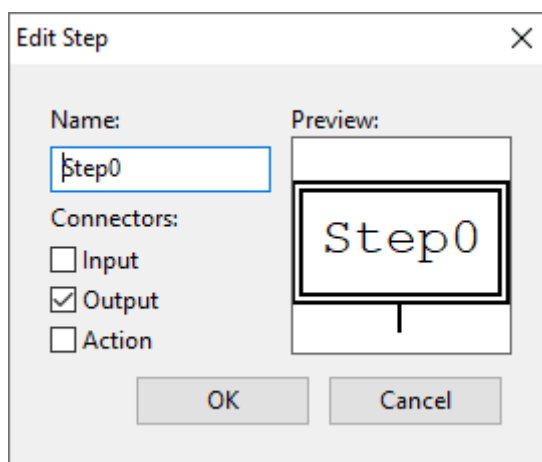 Edit Step
Name:
Step0
Connectors:
Input
Output
Action
Preview:
Step0
OK
Cancel